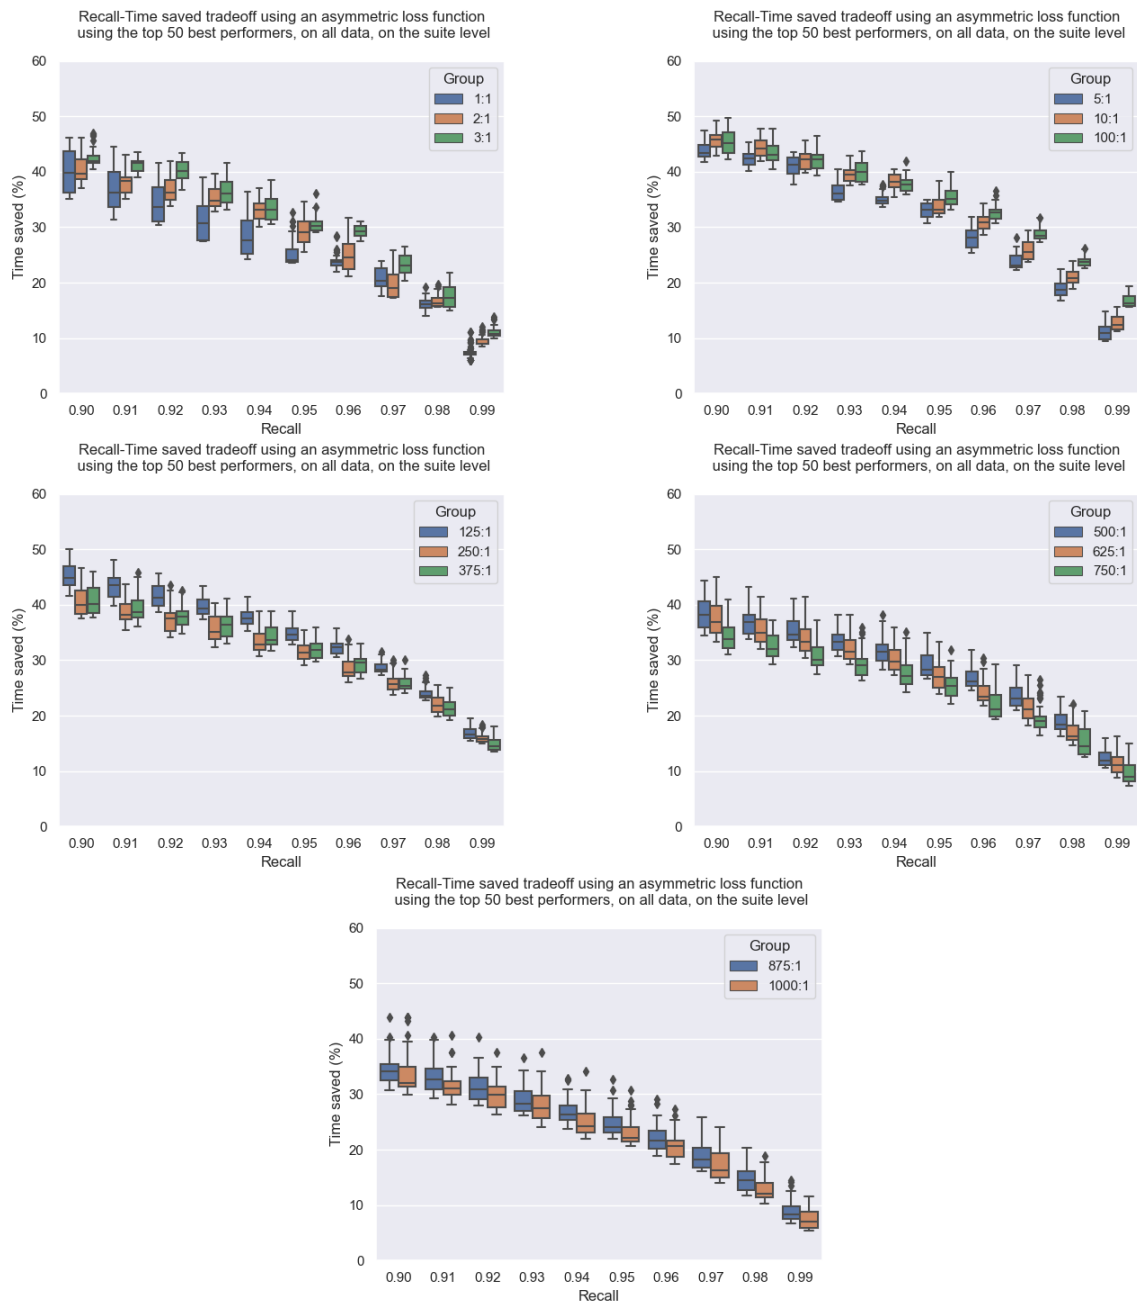 Recall-Time saved tradeoff using an asymmetric loss function
using the top 50 best performers, on all data, on the suite level
Time saved (%)
60
50
40
30
20
10
0
Group
1:1
2:1
3:1
0.90 0.91 0.92 0.93 0.94 0.95 0.96 0.97 0.98 0.99
Recall
Recall-Time saved tradeoff using an asymmetric loss function
using the top 50 best performers, on all data, on the suite level
Time saved (%)
60
50
40
30
20
10
0
Group
5:1
10:1
100:1
0.90 0.91 0.92 0.93 0.94 0.95 0.96 0.97 0.98 0.99
Recall
Recall-Time saved tradeoff using an asymmetric loss function
using the top 50 best performers, on all data, on the suite level
Time saved (%)
60
50
40
30
20
10
0
Group
125:1
250:1
375:1
0.90 0.91 0.92 0.93 0.94 0.95 0.96 0.97 0.98 0.99
Recall
Recall-Time saved tradeoff using an asymmetric loss function
using the top 50 best performers, on all data, on the suite level
Time saved (%)
60
50
40
30
20
10
0
Group
500:1
625:1
750:1
0.90 0.91 0.92 0.93 0.94 0.95 0.96 0.97 0.98 0.99
Recall
Recall-Time saved tradeoff using an asymmetric loss function
using the top 50 best performers, on all data, on the suite level
Time saved (%)
60
50
40
30
20
10
0
Group
875:1
1000:1
0.90 0.91 0.92 0.93 0.94 0.95 0.96 0.97 0.98 0.99
Recall